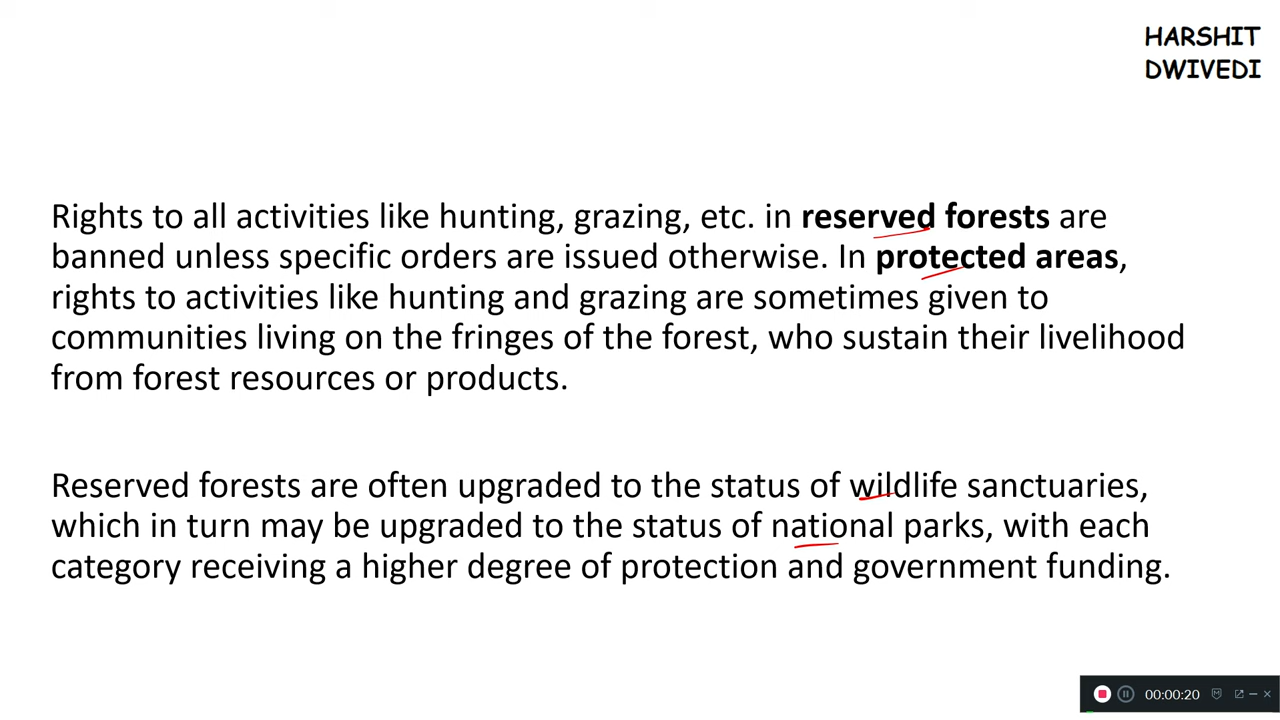 HARSHIT
DWIVEDI
Rights to all activities like hunting, grazing, etc. in reserved forests are
banned unless specific orders are issued otherwise. In protected areas,
rights to activities like hunting and grazing are sometimes given to
communities living on the fringes of the forest, who sustain their livelihood
from forest resources or products.
Reserved forests are often upgraded to the status of wildlife sanctuaries,
which in turn may be upgraded to the status of national parks, with each
category receiving a higher degree of protection and government funding.
00:00:20